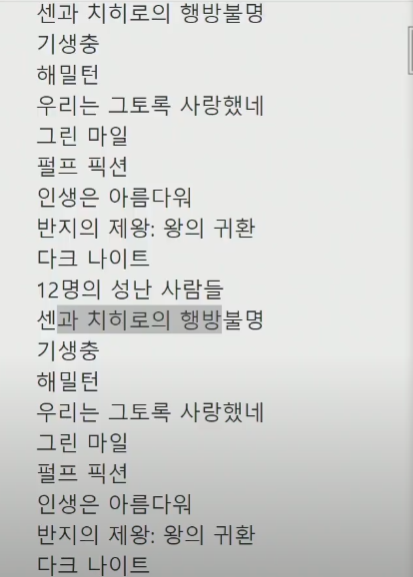 센과 치히로의 행방불명
기생충
해밀턴
우리는 그토록 사랑했네
그린 마일
펄프 픽션
인생은 아름다워
반지의 제왕: 왕의 귀환
다크 나이트
12명의 성난 사람들
센과 치히로의 행방불명
기생충
해밀턴
우리는 그토록 사랑했네
그린 마일
펄프 픽션
인생은 아름다워
반지의 제왕: 왕의 귀환
다크 나이트